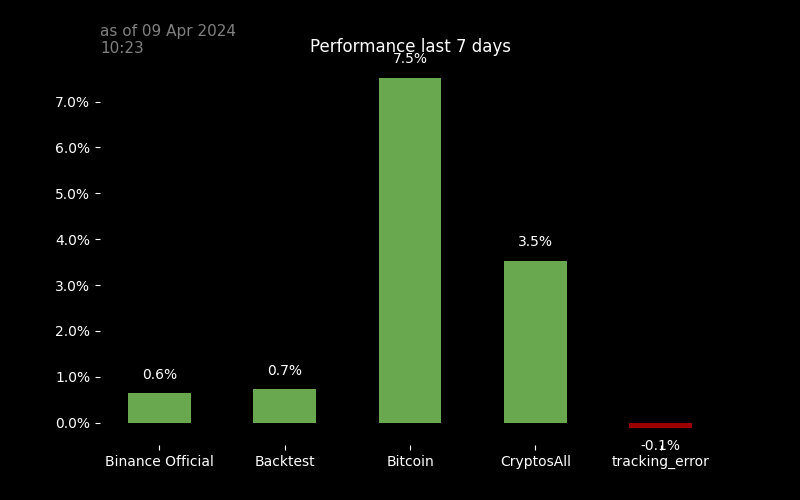 as of 09 Apr 2024
10:23
Performance last 7 days
7.5%
7.0%
6.0%
5.0%
4.0%
3.5%
3.0%
2.0%
1.0%
0.6%
0.7%
0.0%
-0.1%
Binance Official
Backtest
Bitcoin
CryptosAll
tracking_error